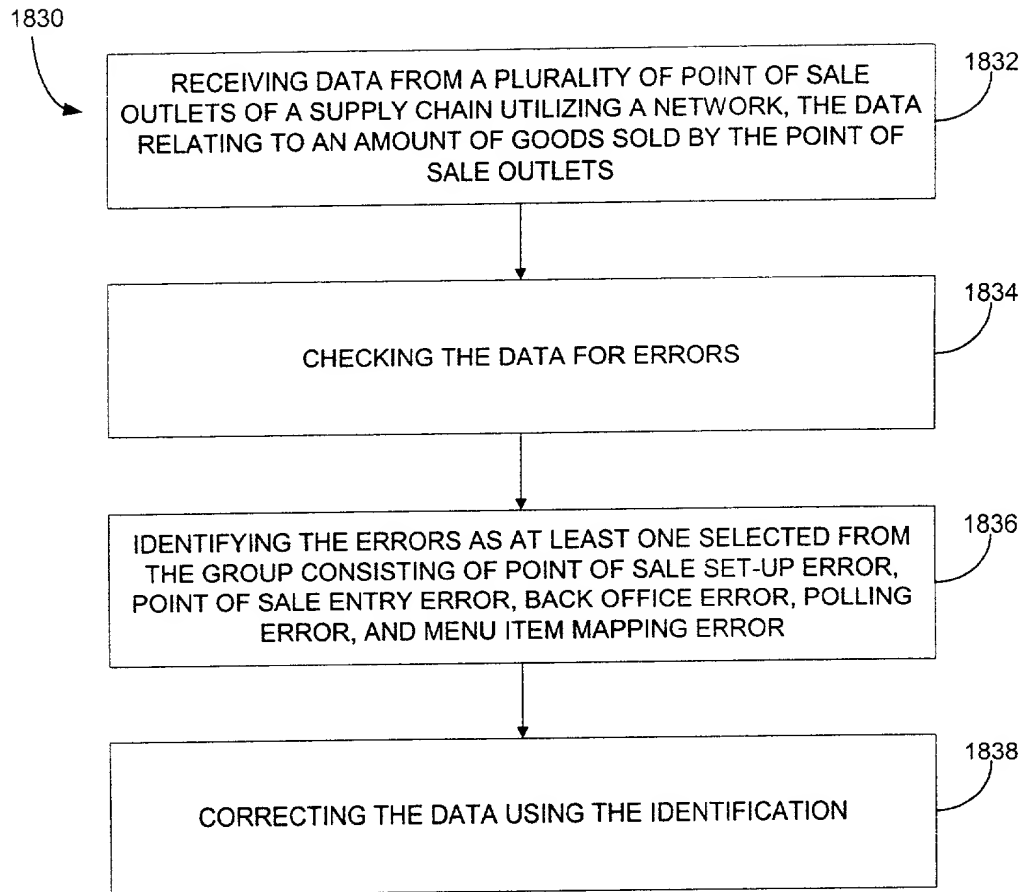 1830
1832
RECEIVING DATA FROM A PLURALITY OF POINT OF SALE
OUTLETS OF A SUPPLY CHAIN UTILIZING A NETWORK, THE DATA
RELATING TO AN AMOUNT OF GOODS SOLD BY THE POINT OF
SALE OUTLETS
1834
CHECKING THE DATA FOR ERRORS
1836
IDENTIFYING THE ERRORS AS AT LEAST ONE SELECTED FROM
THE GROUP CONSISTING OF POINT OF SALE SET-UP ERROR,
POINT OF SALE ENTRY ERROR, BACK OFFICE ERROR, POLLING
ERROR, AND MENU ITEM MAPPING ERROR
1838
CORRECTING THE DATA USING THE IDENTIFICATION